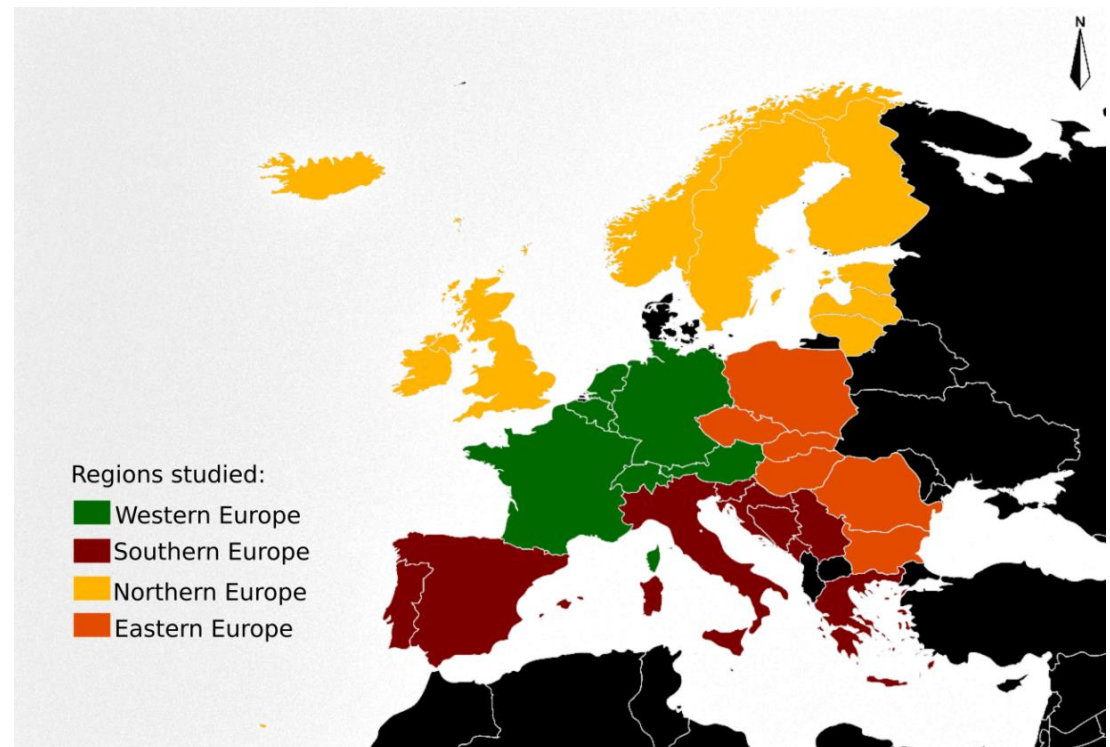 N
Regions studied:
Western Europe
Southern Europe
Northern Europe
Eastern Europe